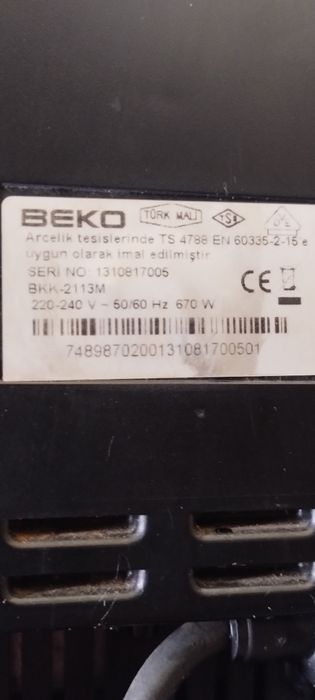 BEKO TÜRK MALI TSE
Arcelik tesislerinde TS 4788 EN 60335-2-15 e
uygun olarak imal edilmiştir
SERI NO: 1310817005
BKK-2113M CE
220-240 V ~ 50/60 Hz 670 W
7489870200131081700501